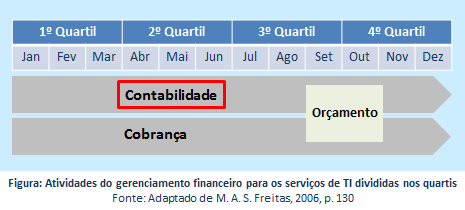 1º Quartil 2º Quartil 3º Quartil 4º Quartil
Jan Fev Mar Abr Mai Jun Jul Ago Set Out Nov Dez
Contabilidade
Orçamento
Cobrança
Figura: Atividades do gerenciamento financeiro para os serviços de TI divididas nos quartis
Fonte: Adaptado de M. A. S. Freitas, 2006, p. 130